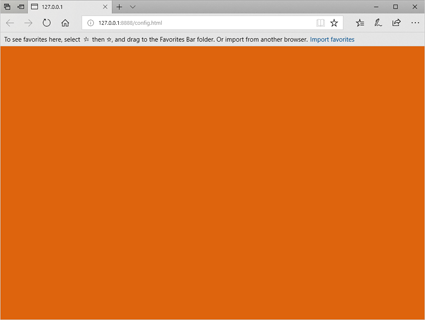 127.0.0.1
127.0.0.1:8888/config.html
To see favorites here, select then, and drag to the Favorites Bar folder. Or import from another browser. Import favorites